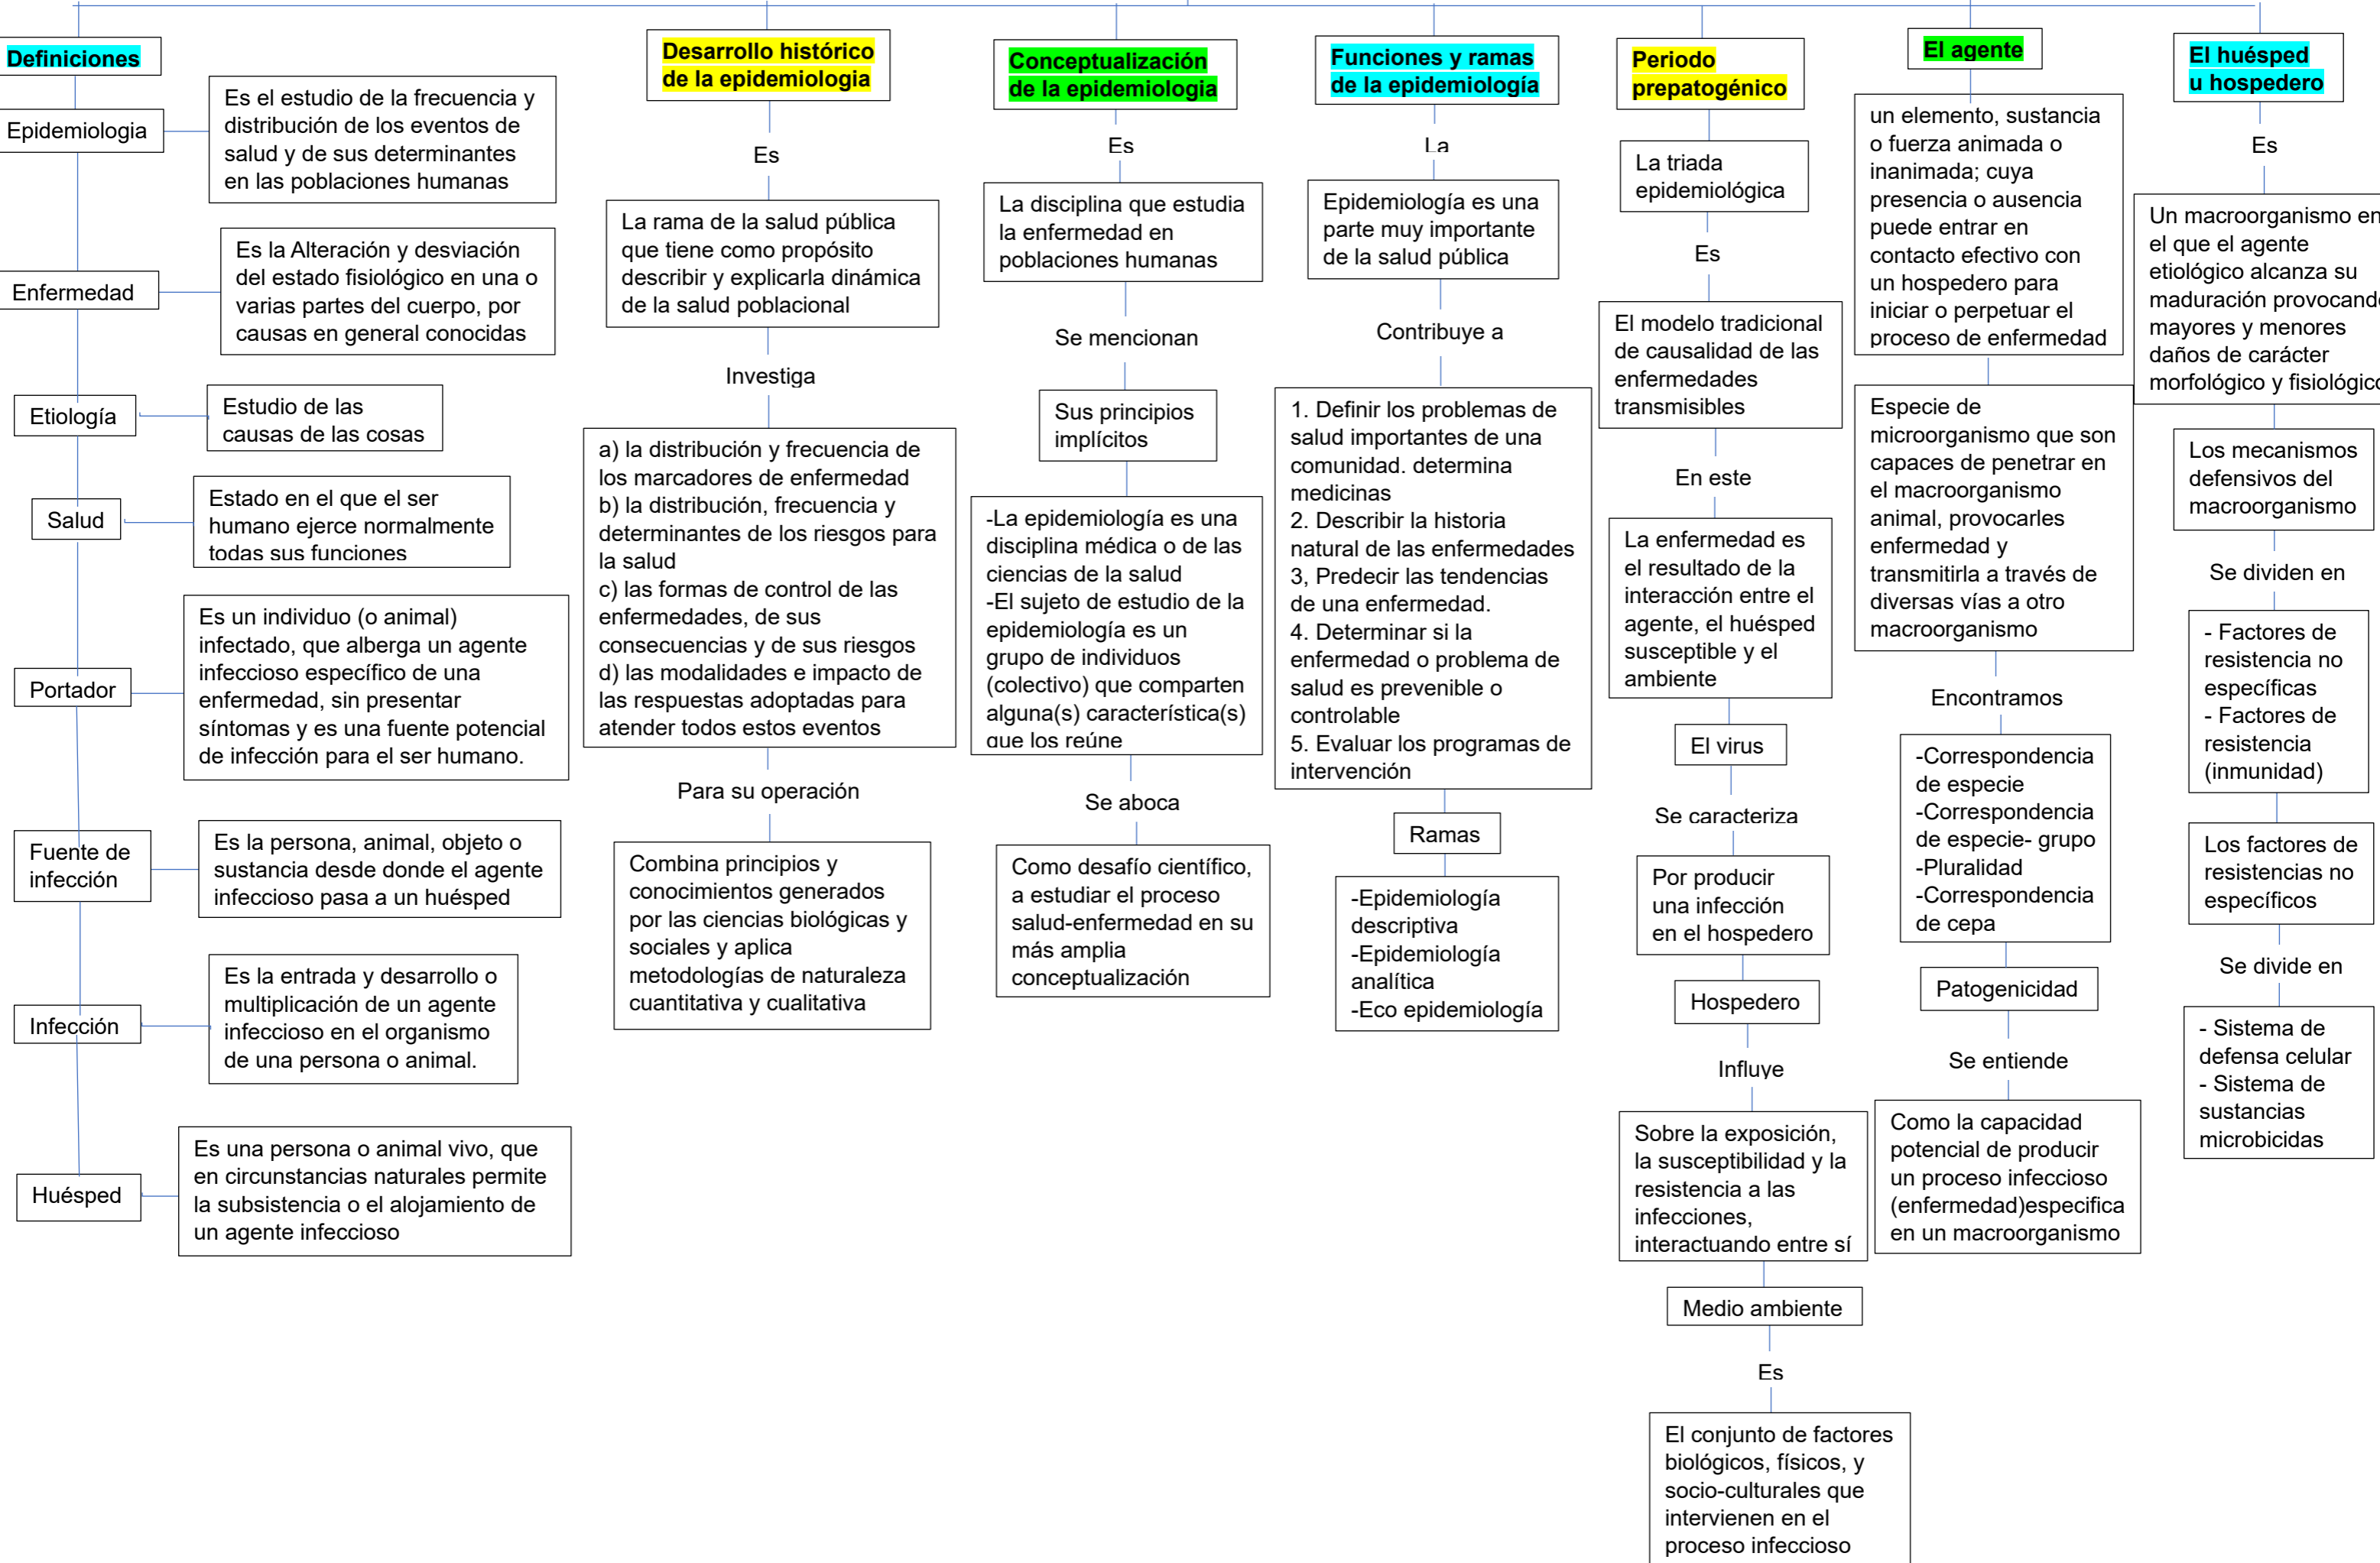 Definiciones
Epidemiologia
Es el estudio de la frecuencia y
distribución de los eventos de
salud y de sus determinantes
en las poblaciones humanas
Enfermedad
Es la Alteración y desviación
del estado fisiológico en una o
varias partes del cuerpo, por
causas en general conocidas
Etiología
Estudio de las
causas de las cosas
Salud
Estado en el que el ser
humano ejerce normalmente
todas sus funciones
Portador
Es un individuo (o animal)
infectado, que alberga un agente
infeccioso específico de una
enfermedad, sin presentar
síntomas y es una fuente potencial
de infección para el ser humano.
Fuente de
infección
Es la persona, animal, objeto o
sustancia desde donde el agente
infeccioso pasa a un huésped
Infección
Es la entrada y desarrollo o
multiplicación de un agente
infeccioso en el organismo
de una persona o animal.
Huésped
Es una persona o animal vivo, que
en circunstancias naturales permite
la subsistencia o el alojamiento de
un agente infeccioso
Desarrollo histórico
de la epidemiologia
Es
La rama de la salud pública
que tiene como propósito
describir y explicarla dinámica
de la salud poblacional
Investiga
a) la distribución y frecuencia de
los marcadores de enfermedad
b) la distribución, frecuencia y
determinantes de los riesgos para
la salud
c) las formas de control de las
enfermedades, de sus
consecuencias y de sus riesgos
d) las modalidades e impacto de
las respuestas adoptadas para
atender todos estos eventos
Para su operación
Combina principios y
conocimientos generados
por las ciencias biológicas y
sociales y aplica
metodologías de naturaleza
cuantitativa y cualitativa
Conceptualización
de la epidemiologia
Es
La disciplina que estudia
la enfermedad en
poblaciones humanas
Se mencionan
Sus principios
implícitos
-La epidemiología es una
disciplina médica o de las
ciencias de la salud
-El sujeto de estudio de la
epidemiología es un
grupo de individuos
(colectivo) que comparten
alguna(s) característica(s)
que los reúne
Se aboca
Como desafío científico,
a estudiar el proceso
salud-enfermedad en su
más amplia
conceptualización
Funciones y ramas
de la epidemiología
La
Epidemiología es una
parte muy importante
de la salud pública
Contribuye a
1. Definir los problemas de
salud importantes de una
comunidad. determina
medicinas
2. Describir la historia
natural de las enfermedades
3, Predecir las tendencias
de una enfermedad.
4. Determinar si la
enfermedad o problema de
salud es prevenible o
controlable
5. Evaluar los programas de
intervención
Ramas
-Epidemiología
descriptiva
-Epidemiología
analítica
-Eco epidemiología
Periodo
prepatogénico
La triada
epidemiológica
Es
El modelo tradicional
de causalidad de las
enfermedades
transmisibles
En este
La enfermedad es
el resultado de la
interacción entre el
agente, el huésped
susceptible y el
ambiente
El virus
Se caracteriza
Por producir
una infección
en el hospedero
Hospedero
Influye
Sobre la exposición,
la susceptibilidad y la
resistencia a las
infecciones,
interactuando entre sí
Medio ambiente
Es
El conjunto de factores
biológicos, físicos, y
socio-culturales que
intervienen en el
proceso infeccioso
El agente
un elemento, sustancia
o fuerza animada o
inanimada; cuya
presencia o ausencia
puede entrar en
contacto efectivo con
un hospedero para
iniciar o perpetuar el
proceso de enfermedad
Especie de
microorganismo que son
capaces de penetrar en
el macroorganismo
animal, provocarles
enfermedad y
transmitirla a través de
diversas vías a otro
macroorganismo
Encontramos
-Correspondencia
de especie
-Correspondencia
de especie- grupo
-Pluralidad
-Correspondencia
de cepa
Patogenicidad
Se entiende
Como la capacidad
potencial de producir
un proceso infeccioso
(enfermedad)especifica
en un macroorganismo
El huésped
u hospedero
Es
Un macroorganismo en
el que el agente
etiológico alcanza su
maduración provocando
mayores y menores
daños de carácter
morfológico y fisiológico
Los mecanismos
defensivos del
macroorganismo
Se dividen en
- Factores de
resistencia no
específicas
- Factores de
resistencia
(inmunidad)
Los factores de
resistencias no
específicos
Se divide en
- Sistema de
defensa celular
- Sistema de
sustancias
microbicidas